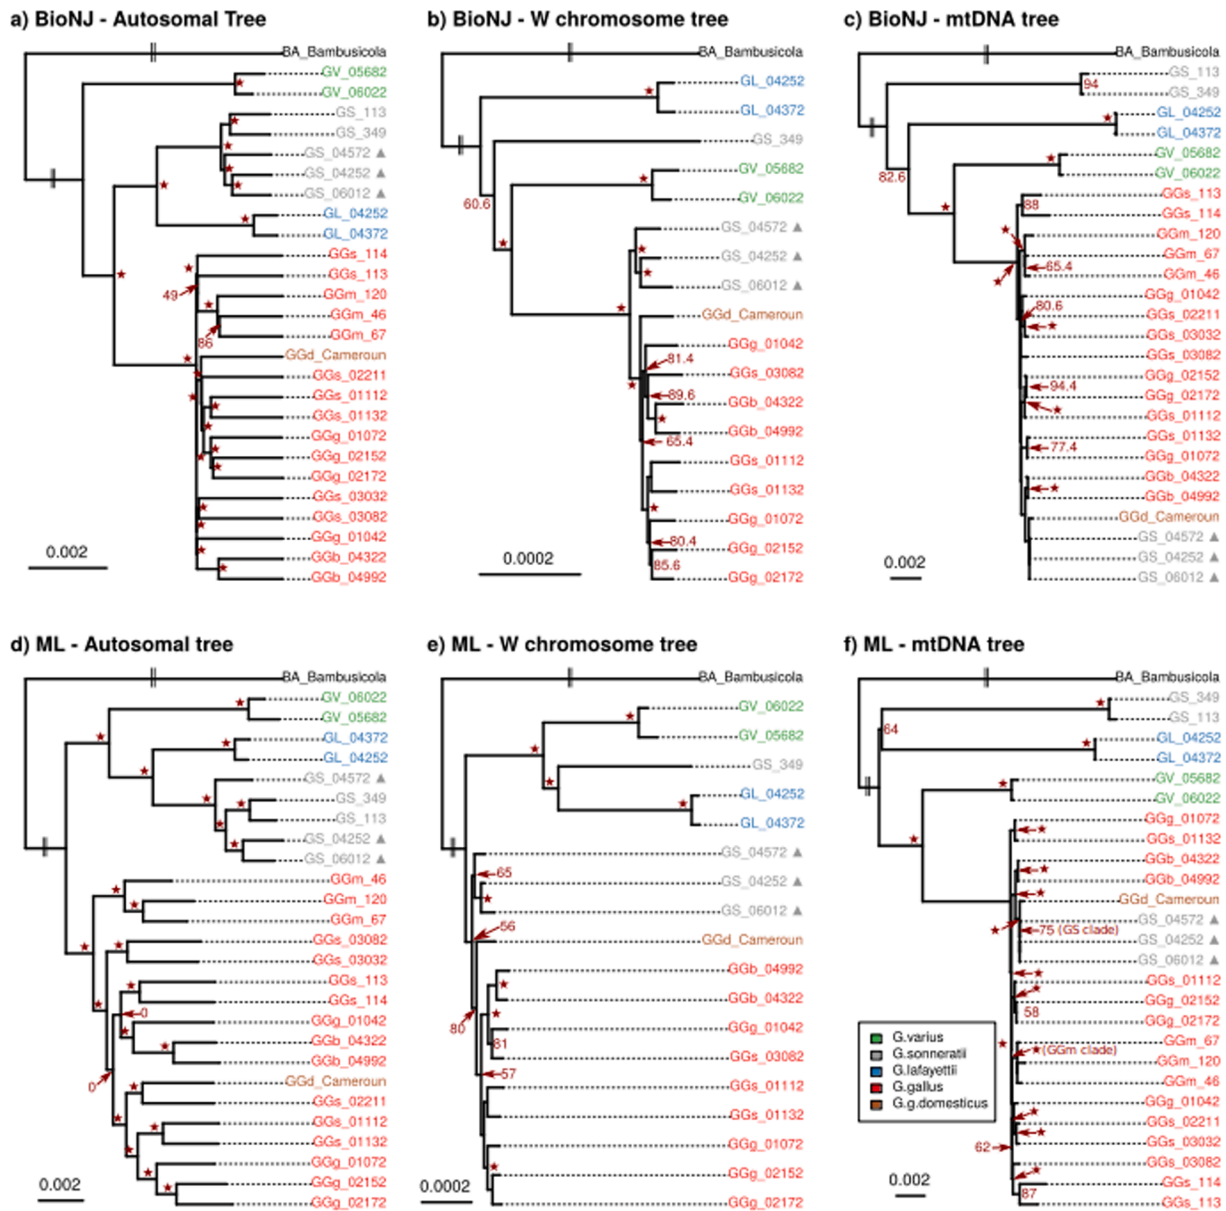 a) BioNJ - Autosomal Tree
BA_Bambusicola
GV_05682
GV_06022
GS_113
GS_349
GS_04572 ▲
GS_04252 ▲
GS_06012 ▲
GL_04252
GL_04372
GGs_114
GGs_113
49
GGm_120
GGm_46
86
GGm_67
GGd_Cameroun
GGs_02211
GGs_01112
GGs_01132
GGg_01072
GGg_02152
GGg_02172
GGs_03032
GGs_03082
GGg_01042
GGb_04322
GGb_04992
0.002
b) BioNJ - W chromosome tree
BA_Bambusicola
GL_04252
GL_04372
GS_349
GV_05682
60.6
GV_06022
GS_04572 ▲
GS_04252 ▲
GS_06012 ▲
GGd_Cameroun
GGg_01042
81.4
GGs_03082
89.6
GGb_04322
GGb_04992
65.4
GGs_01112
GGs_01132
GGg_01072
80.4
GGg_02152
85.6
GGg_02172
0.0002
c) BioNJ - mtDNA tree
BA_Bambusicola
GS_113
94
GS_349
GL_04252
GL_04372
GV_05682
82.6
GV_06022
GGs_113
88
GGs_114
GGm_120
GGm_67
65.4
GGm_46
GGg_01042
80.6
GGs_02211
GGs_03032
GGs_03082
GGg_02152
94.4
GGg_02172
GGs_01112
GGs_01132
77.4
GGg_01072
GGb_04322
GGb_04992
GGd_Cameroun
GS_04572 ▲
GS_04252 ▲
GS_06012 ▲
0.002
d) ML - Autosomal tree
BA_Bambusicola
GV_06022
GV_05682
GL_04372
GL_04252
GS_04572 ▲
GS_349
GS_113
GS_04252 ▲
GS_06012 ▲
GGm_46
GGm_120
GGm_67
GGs_03082
GGs_03032
GGs_113
GGs_114
0
GGg_01042
GGb_04322
GGb_04992
0
GGd_Cameroun
GGs_02211
GGs_01112
GGs_01132
GGg_01072
GGg_02152
GGg_02172
0.002
e) ML - W chromosome tree
BA_Bambusicola
GV_06022
GV_05682
GS_349
GL_04252
GL_04372
GS_04572 ▲
65
GS_04252 ▲
GS_06012 ▲
56
GGd_Cameroun
GGb_04992
GGb_04322
80
GGg_01042
81
GGs_03082
57
GGs_01112
GGs_01132
GGg_01072
GGg_02152
GGg_02172
0.0002
f) ML - mtDNA tree
BA_Bambusicola
GS_349
GS_113
64
GL_04252
GL_04372
GV_05682
GV_06022
GGg_01072
GGs_01132
GGb_04322
GGb_04992
GGd_Cameroun
GS_04572 ▲
75 (GS clade)
GS_04252 ▲
GS_06012 ▲
GGs_01112
GGg_02152
58
GGg_02172
GGm_67
(GGm clade)
GGm_120
GGm_46
GGg_01042
GGs_02211
GGs_03032
62
GGs_03082
GGs_114
87
GGs_113
0.002
G.varius
G.sonneratii
G.lafayettii
G.gallus
G.g.domesticus